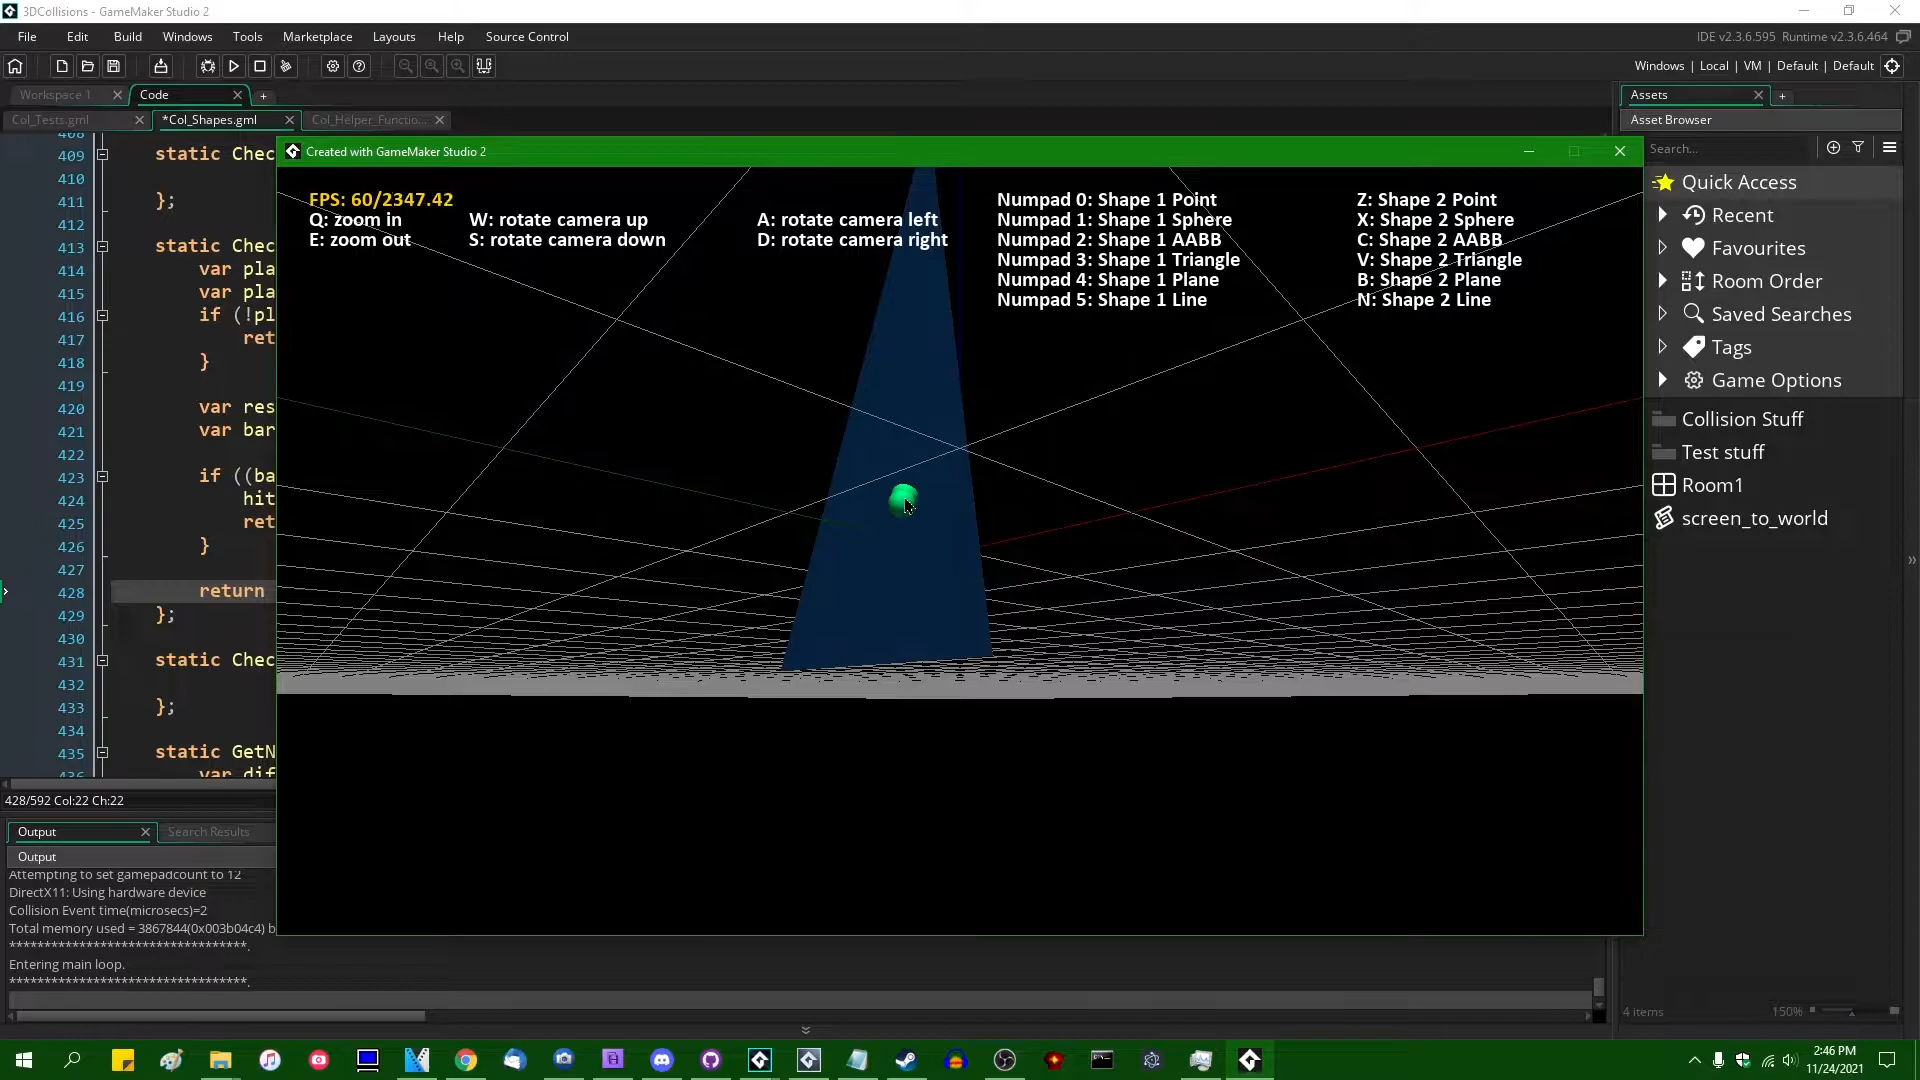 3DCollisions - GameMaker Studio 2
File Edit Build Windows Tools Marketplace Layouts Help Source Control
IDE v2.3.6.595 Runtime v2.3.6.464
Windows | Local | VM | Default | Default
Workspace 1 Code +
Assets +
Col_Tests.gml *Col_Shapes.gml Col_Helper_Functio...
Asset Browser
Search...
Created with GameMaker Studio 2
FPS: 60/2347.42
Q: zoom in W: rotate camera up A: rotate camera left
E: zoom out S: rotate camera down D: rotate camera right
Numpad 0: Shape 1 Point
Numpad 1: Shape 1 Sphere
Numpad 2: Shape 1 AABB
Numpad 3: Shape 1 Triangle
Numpad 4: Shape 1 Plane
Numpad 5: Shape 1 Line
Z: Shape 2 Point
X: Shape 2 Sphere
C: Shape 2 AABB
V: Shape 2 Triangle
B: Shape 2 Plane
N: Shape 2 Line
408
409 static Chec
410
411 };
412
413 static Chec
414 var pla
415 var pla
416 if (!pl
417 ret
418 }
419
420 var res
421 var bar
422
423 if ((ba
424 hit
425 ret
426 }
427
428 return
429 };
430
431 static Chec
432
433 };
434
435 static GetN
436 var dif
428/592 Col:22 Ch:22
Output Search Results
Output
Attempting to set gamepadcount to 12
DirectX11: Using hardware device
Collision Event time(microsecs)=2
Total memory used = 3867844(0x003b04c4) b
**********************************.
Entering main loop.
**********************************.
Quick Access
Recent
Favourites
Room Order
Saved Searches
Tags
Game Options
Collision Stuff
Test stuff
Room1
screen_to_world
4 items
150%
2:46 PM
11/24/2021